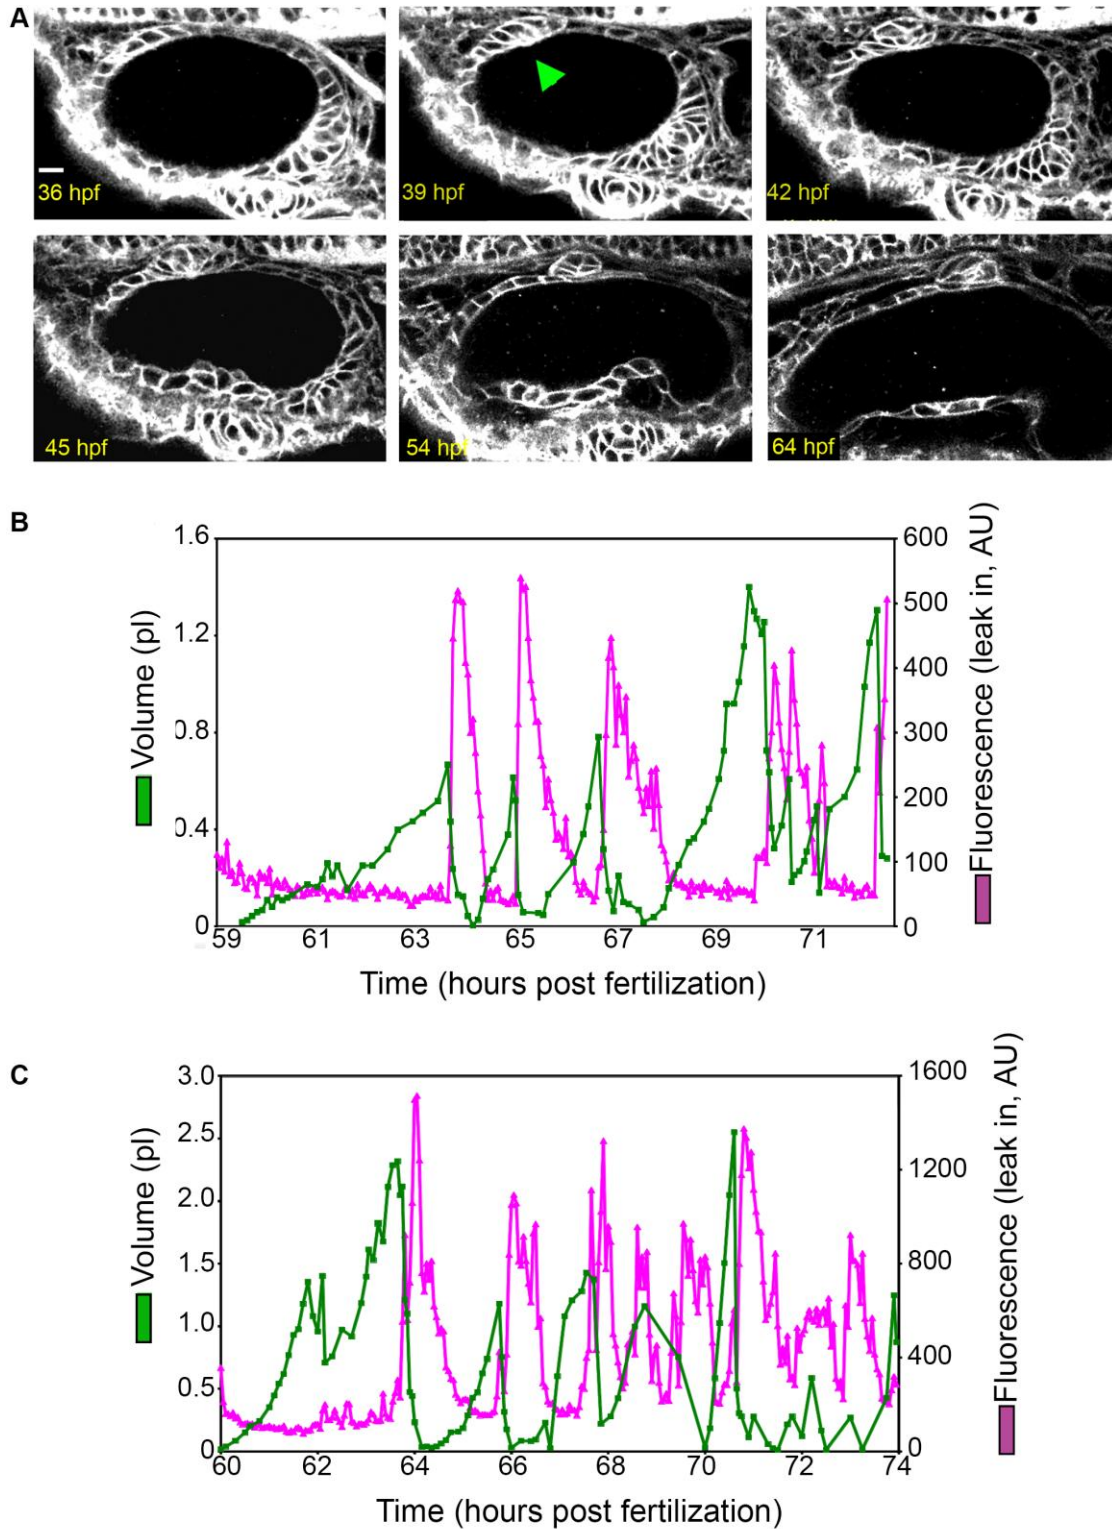 A
36 hpf
39 hpf
42 hpf
45 hpf
54 hpf
64 hpf
B
1.6
1.2
0.8
0.4
0
600
500
400
300
200
100
0
Volume (pl)
Fluorescence (leak in, AU)
59 61 63 65 67 69 71
Time (hours post fertilization)
C
3.0
2.5
2.0
1.5
1.0
0.5
0
1600
1200
800
400
0
Volume (pl)
Fluorescence (leak in, AU)
60 62 64 66 68 70 72 74
Time (hours post fertilization)